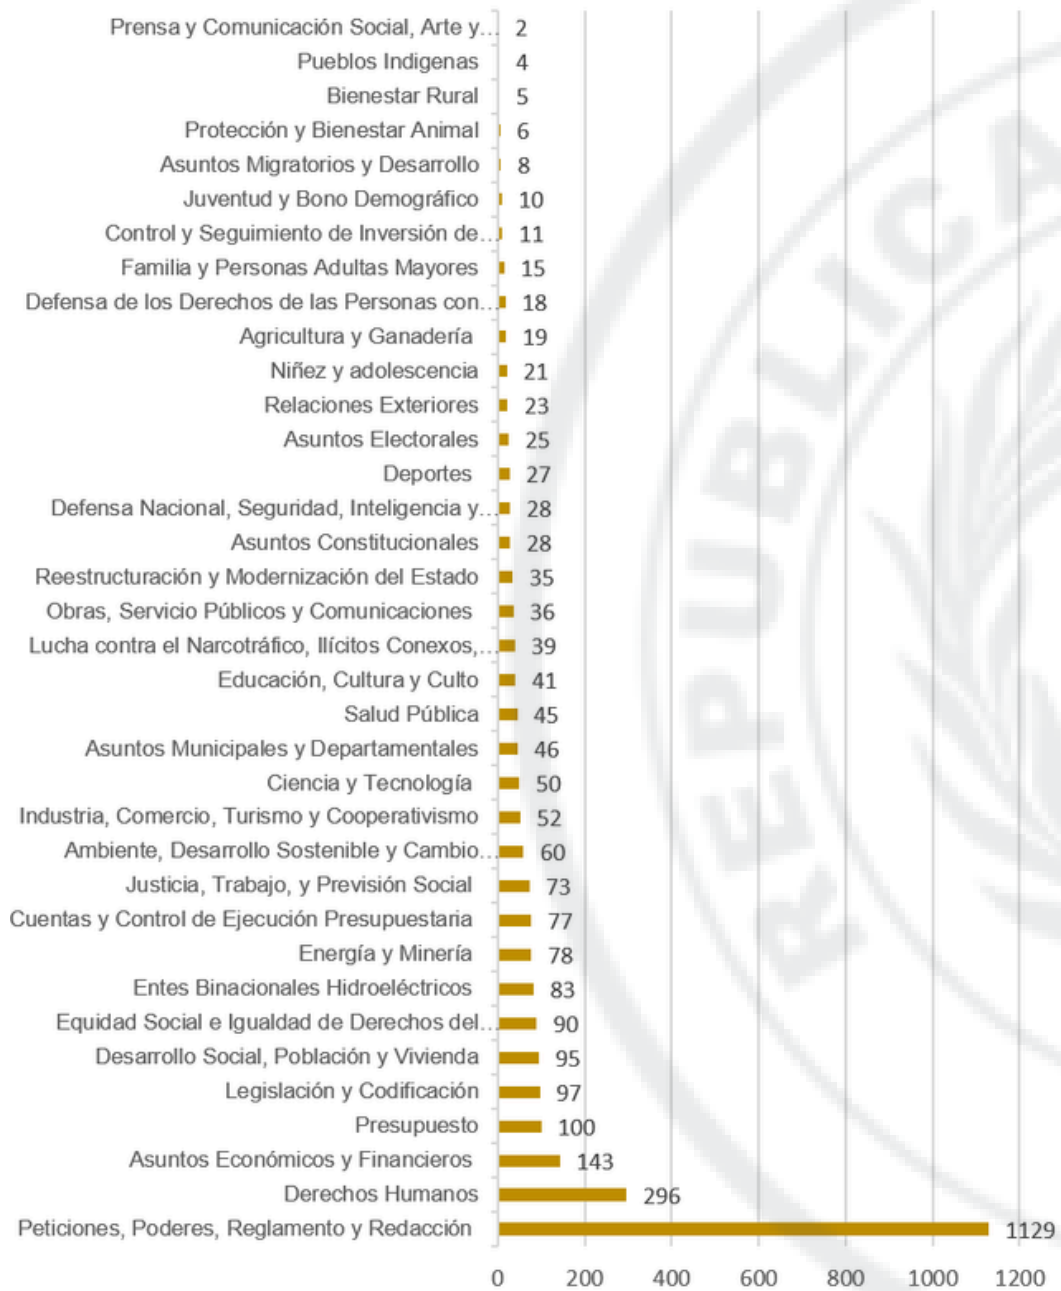 Prensa y Comunicación Social, Arte y... 2
Pueblos Indigenas 4
Bienestar Rural 5
Protección y Bienestar Animal 6
Asuntos Migratorios y Desarrollo 8
Juventud y Bono Demográfico 10
Control y Seguimiento de Inversión de... 11
Familia y Personas Adultas Mayores 15
Defensa de los Derechos de las Personas con... 18
Agricultura y Ganadería 19
Niñez y adolescencia 21
Relaciones Exteriores 23
Asuntos Electorales 25
Deportes 27
Defensa Nacional, Seguridad, Inteligencia y... 28
Asuntos Constitucionales 28
Reestructuración y Modernización del Estado 35
Obras, Servicio Públicos y Comunicaciones 36
Lucha contra el Narcotráfico, Ilícitos Conexos,... 39
Educación, Cultura y Culto 41
Salud Pública 45
Asuntos Municipales y Departamentales 46
Ciencia y Tecnología 50
Industria, Comercio, Turismo y Cooperativismo 52
Ambiente, Desarrollo Sostenible y Cambio... 60
Justicia, Trabajo, y Previsión Social 73
Cuentas y Control de Ejecución Presupuestaria 77
Energía y Minería 78
Entes Binacionales Hidroeléctricos 83
Equidad Social e Igualdad de Derechos del... 90
Desarrollo Social, Población y Vivienda 95
Legislación y Codificación 97
Presupuesto 100
Asuntos Económicos y Financieros 143
Derechos Humanos 296
Peticiones, Poderes, Reglamento y Redacción 1129
0 200 400 600 800 1000 1200
REPUBLICA